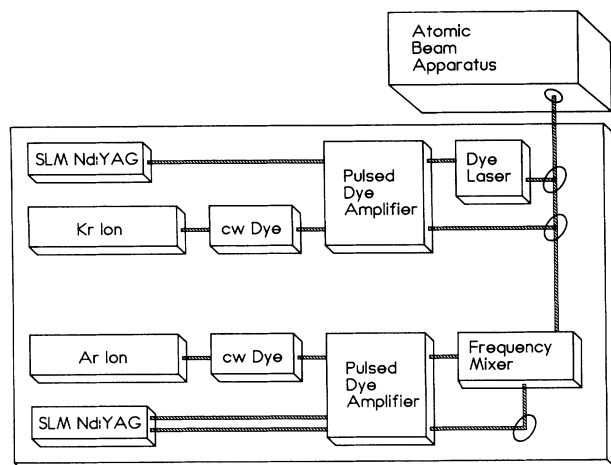 Atomic
Beam
Apparatus
SLM Nd:YAG
Pulsed
Dye
Amplifier
Dye
Laser
Kr Ion
cw Dye
Ar Ion
cw Dye
Pulsed
Dye
Amplifier
Frequency
Mixer
SLM Nd:YAG